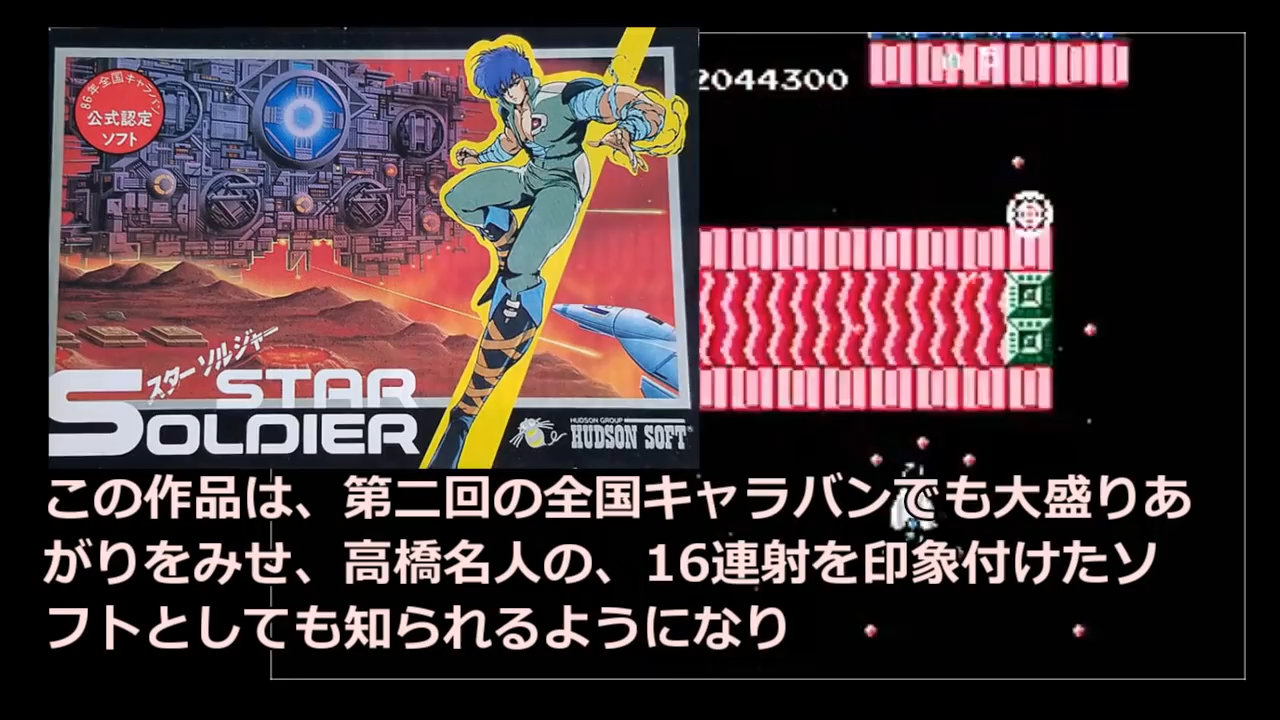 '86年全国キャラバン
公式認定
ソフト
2044300
スターソルジャー
STAR
SOLDIER
HUDSON GROUP
HUDSON SOFT
この作品は、第二回の全国キャラバンでも大盛りあ
がりをみせ、高橋名人の、16連射を印象付けたソ
フトとしても知られるようになり